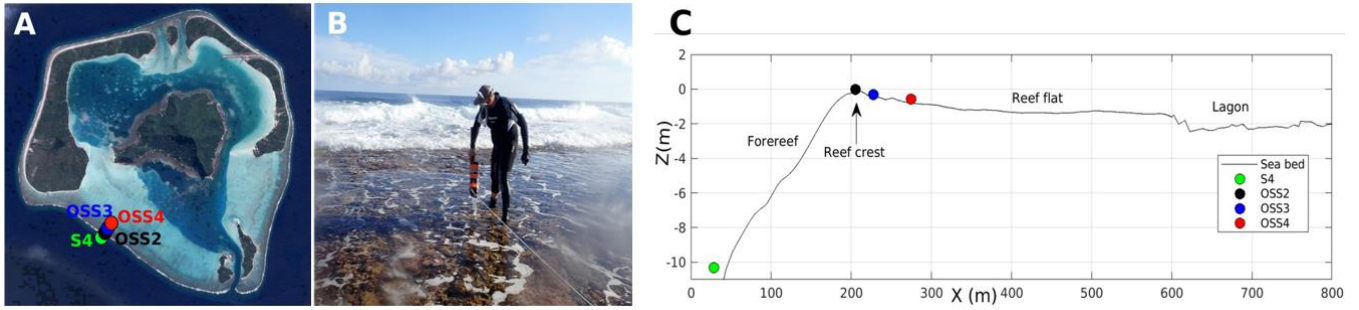 A
OSS3
OSS4
S4
OSS2
B
C
2
0
-2
-4
-6
-8
-10
Z(m)
Forereef
Reef crest
Reef flat
Lagon
Sea bed
S4
OSS2
OSS3
OSS4
0
100
200
300
400
500
600
700
800
X (m)